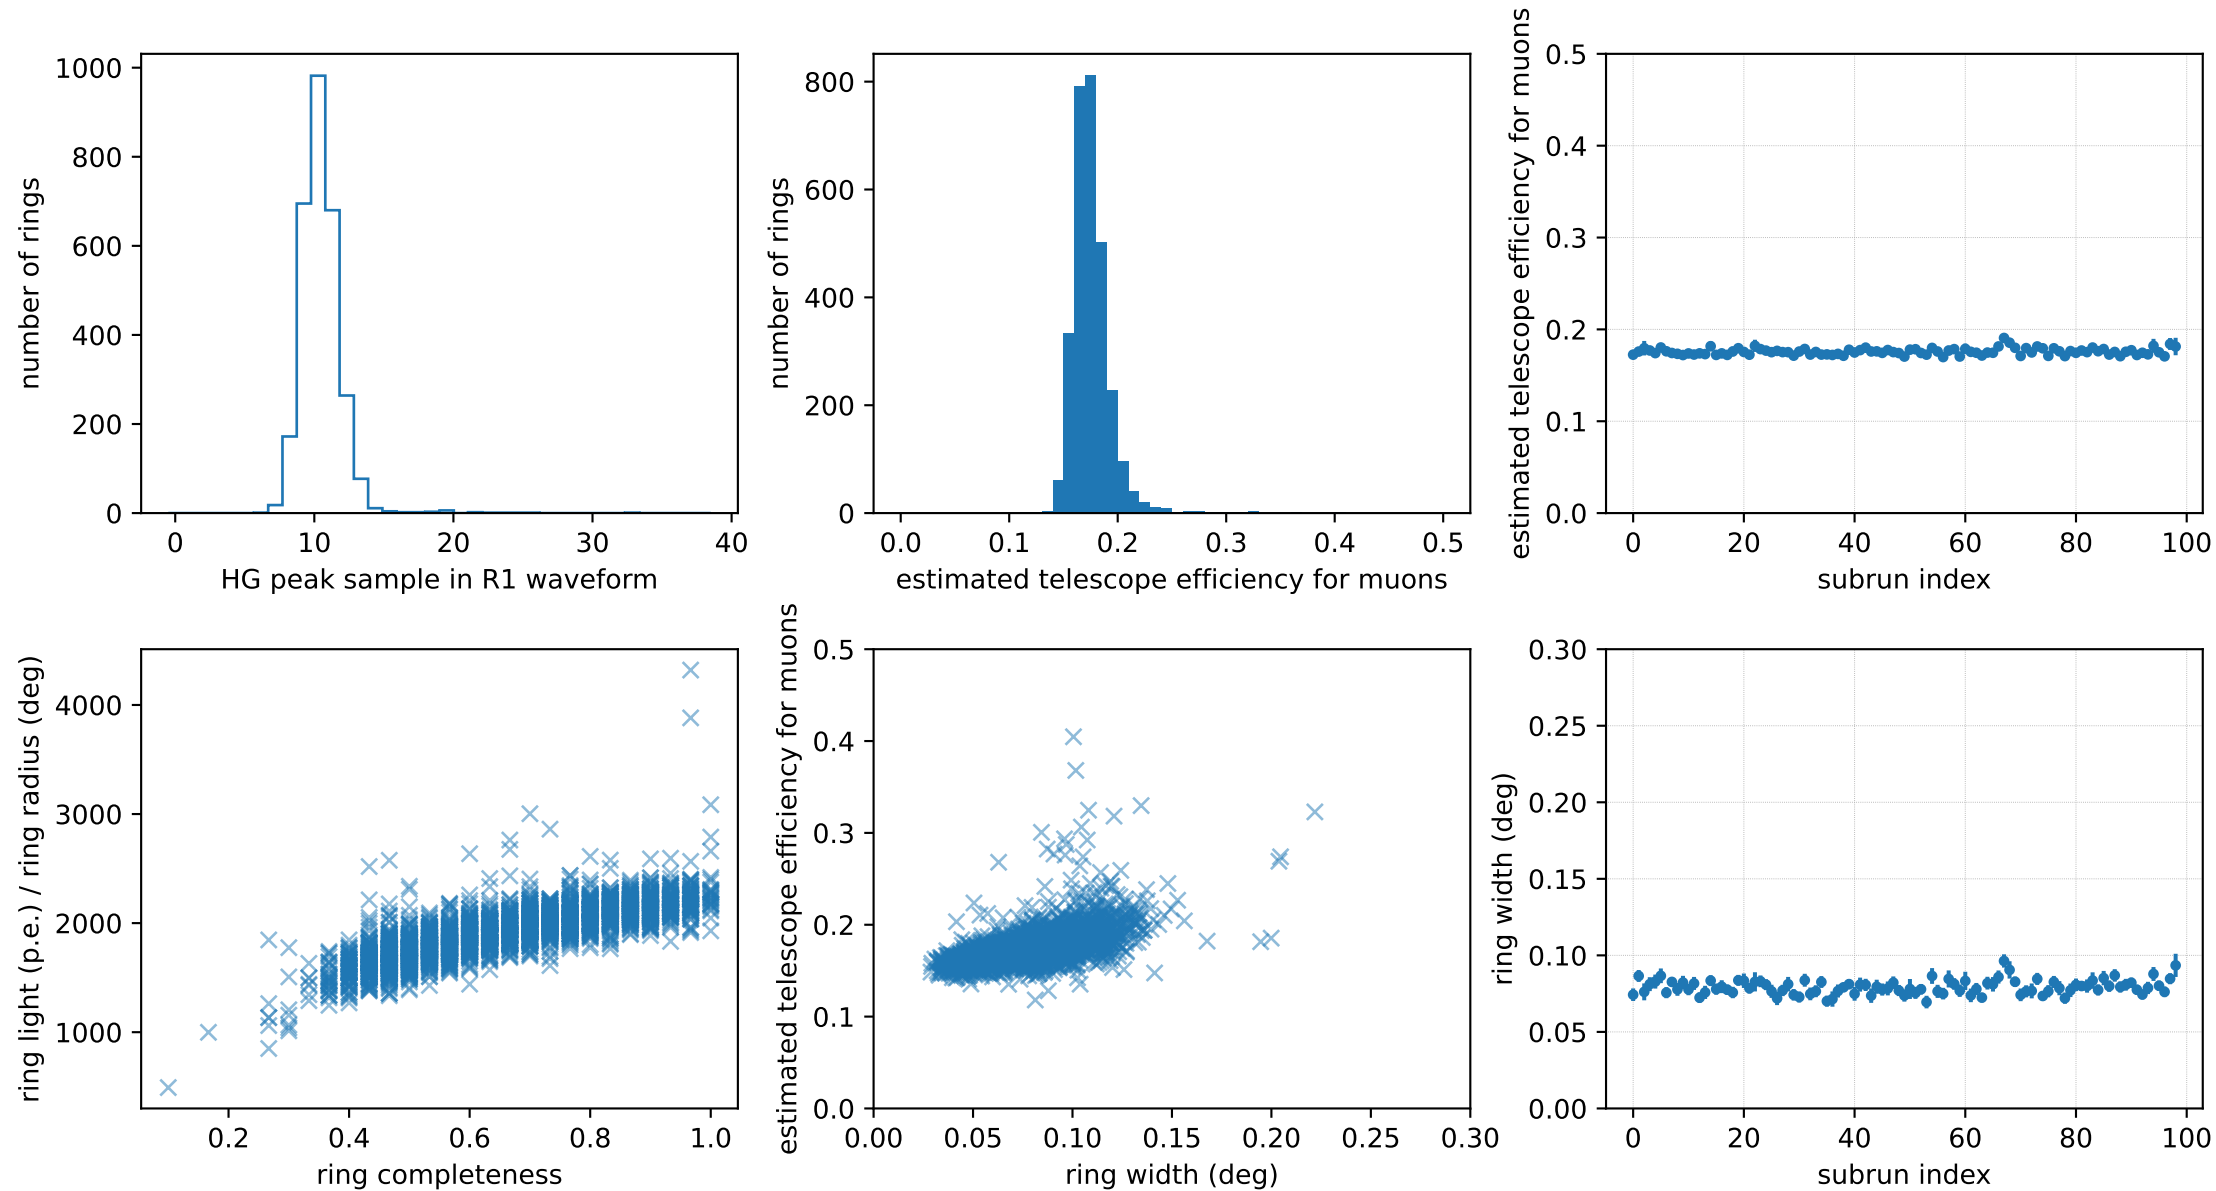 1000
800
600
400
200
0
number of rings
0 10 20 30 40
HG peak sample in R1 waveform
800
600
400
200
0
number of rings
0.0 0.1 0.2 0.3 0.4 0.5
estimated telescope efficiency for muons
0.5
0.4
0.3
0.2
0.1
0.0
estimated telescope efficiency for muons
0 20 40 60 80 100
subrun index
4000
3000
2000
1000
ring light (p.e.) / ring radius (deg)
0.2 0.4 0.6 0.8 1.0
ring completeness
0.5
0.4
0.3
0.2
0.1
0.0
estimated telescope efficiency for muons
0.00 0.05 0.10 0.15 0.20 0.25 0.30
ring width (deg)
0.30
0.25
0.20
0.15
0.10
0.05
0.00
ring width (deg)
0 20 40 60 80 100
subrun index